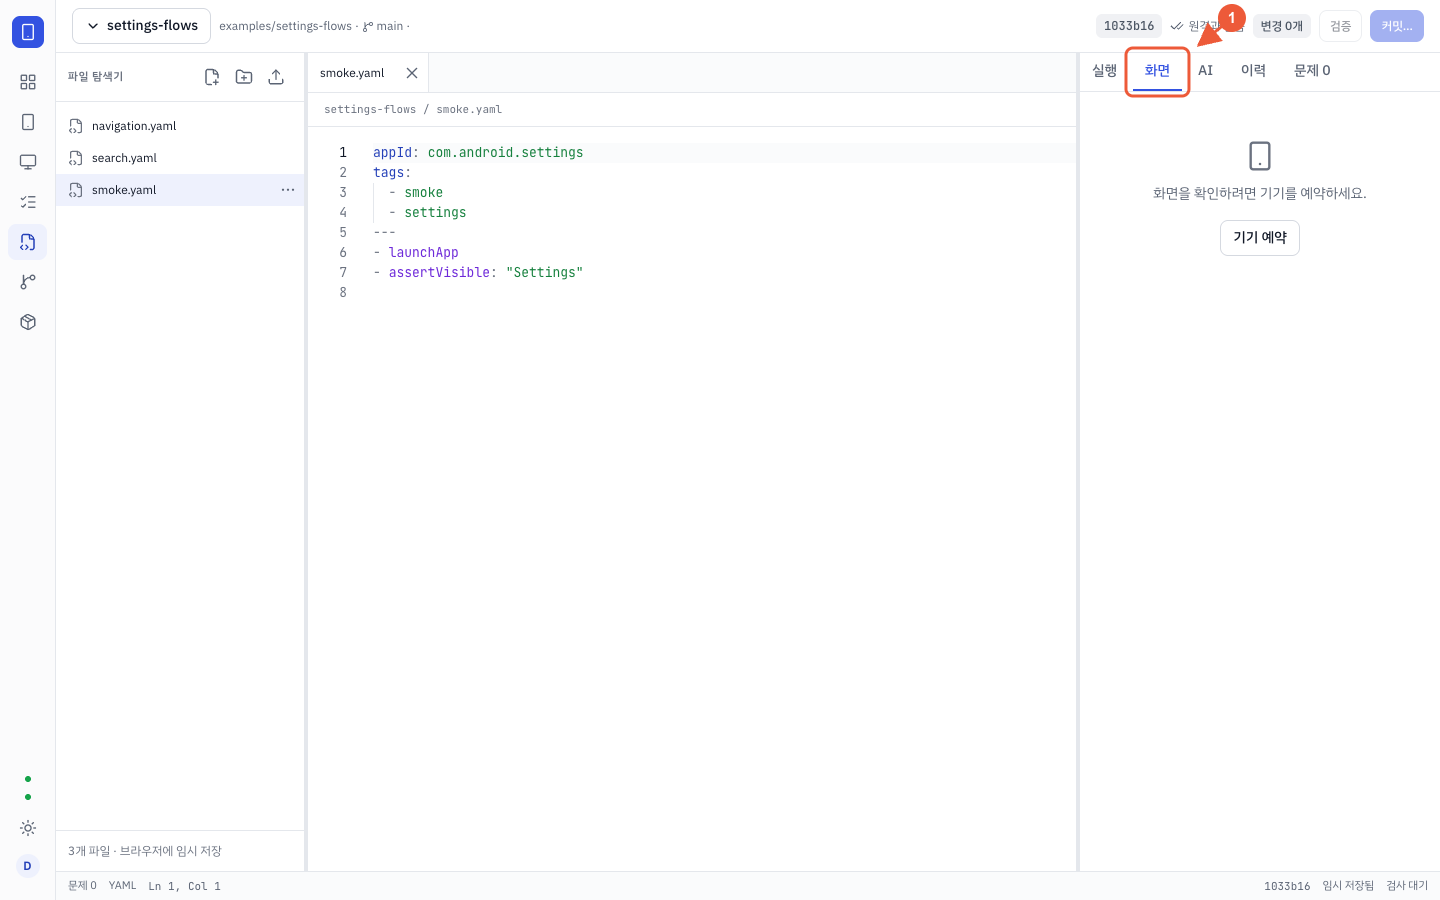 settings-flows
examples/settings-flows · main ·
1033b16
변경 0개
검증
커밋...
1
파일 탐색기
navigation.yaml
search.yaml
smoke.yaml
3개 파일 · 브라우저에 임시 저장
smoke.yaml
settings-flows / smoke.yaml
1 appId: com.android.settings
2 tags:
3 - smoke
4 - settings
5 ---
6 - launchApp
7 - assertVisible: "Settings"
8
실행 화면 AI 이력 문제 0
화면을 확인하려면 기기를 예약하세요.
기기 예약
D
문제 0 YAML Ln 1, Col 1
1033b16 임시 저장됨 검사 대기